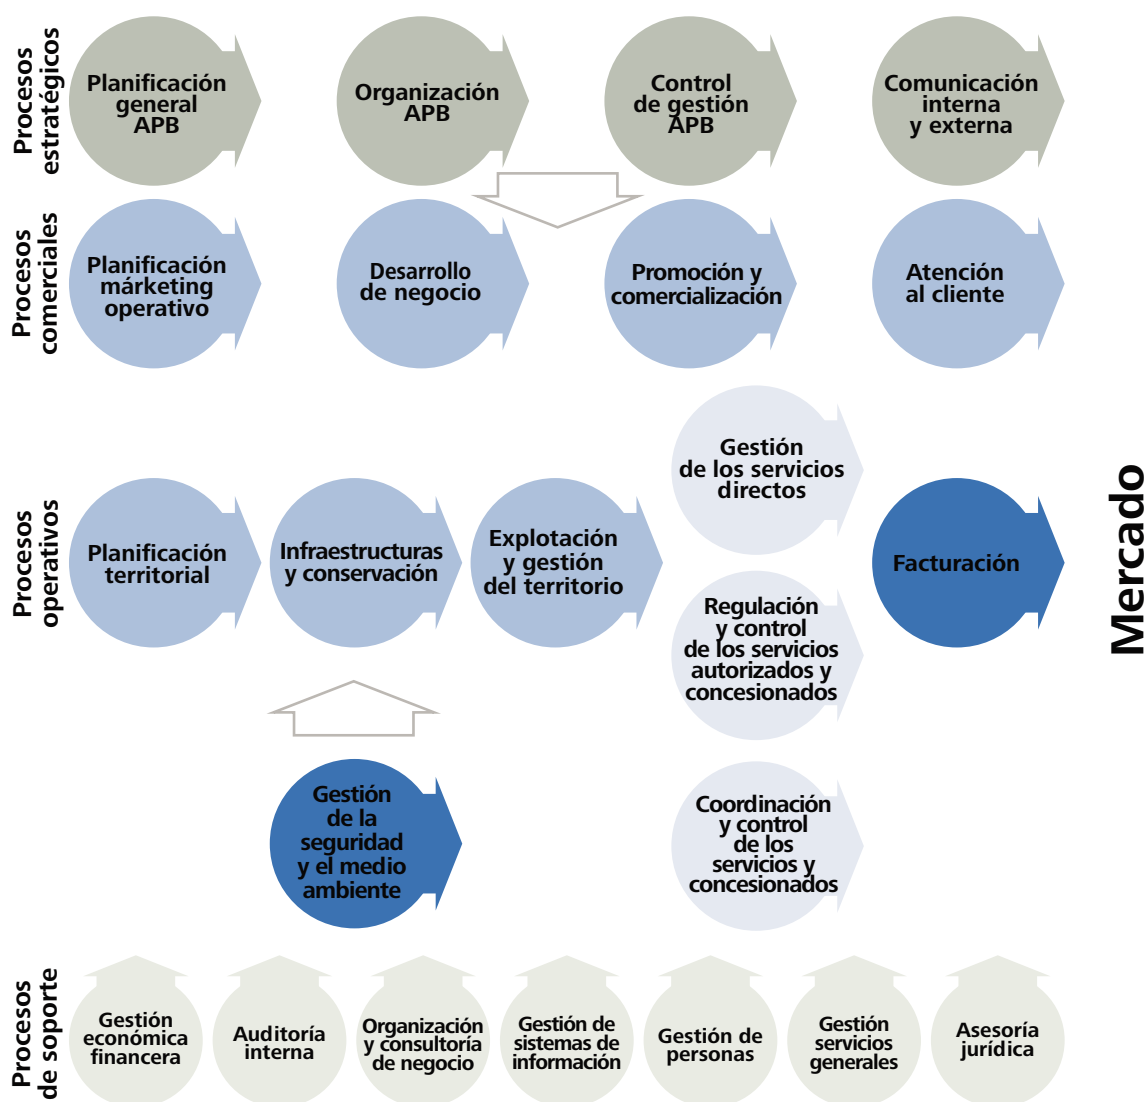 Procesos
estratégicos
Planificación
general
APB
Organización
APB
Control
de gestión
APB
Comunicación
interna
y externa
Procesos
comerciales
Planificación
márketing
operativo
Desarrollo
de negocio
Promoción y
comercialización
Atención
al cliente
Procesos
operativos
Planificación
territorial
Infraestructuras
y conservación
Explotación
y gestión
del territorio
Gestión
de los servicios
directos
Regulación
y control
de los servicios
autorizados y
concesionados
Coordinación
y control
de los
servicios y
concesionados
Facturación
Gestión
de la
seguridad
y el medio
ambiente
Mercado
Procesos
de soporte
Gestión
económica
financera
Auditoría
interna
Organización
y consultoría
de negocio
Gestión de
sistemas de
información
Gestión de
personas
Gestión
servicios
generales
Asesoría
jurídica